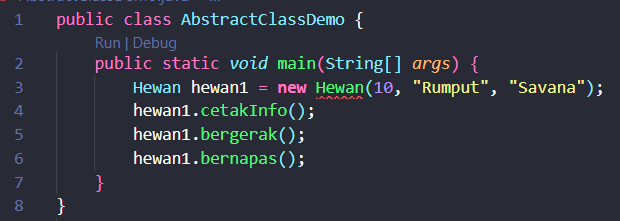 1 public class AbstractClassDemo {
Run | Debug
2 public static void main(String[] args) {
3 Hewan hewan1 = new Hewan(10, "Rumput", "Savana");
4 hewan1.cetakInfo();
5 hewan1.bergerak();
6 hewan1.bernapas();
7 }
8 }